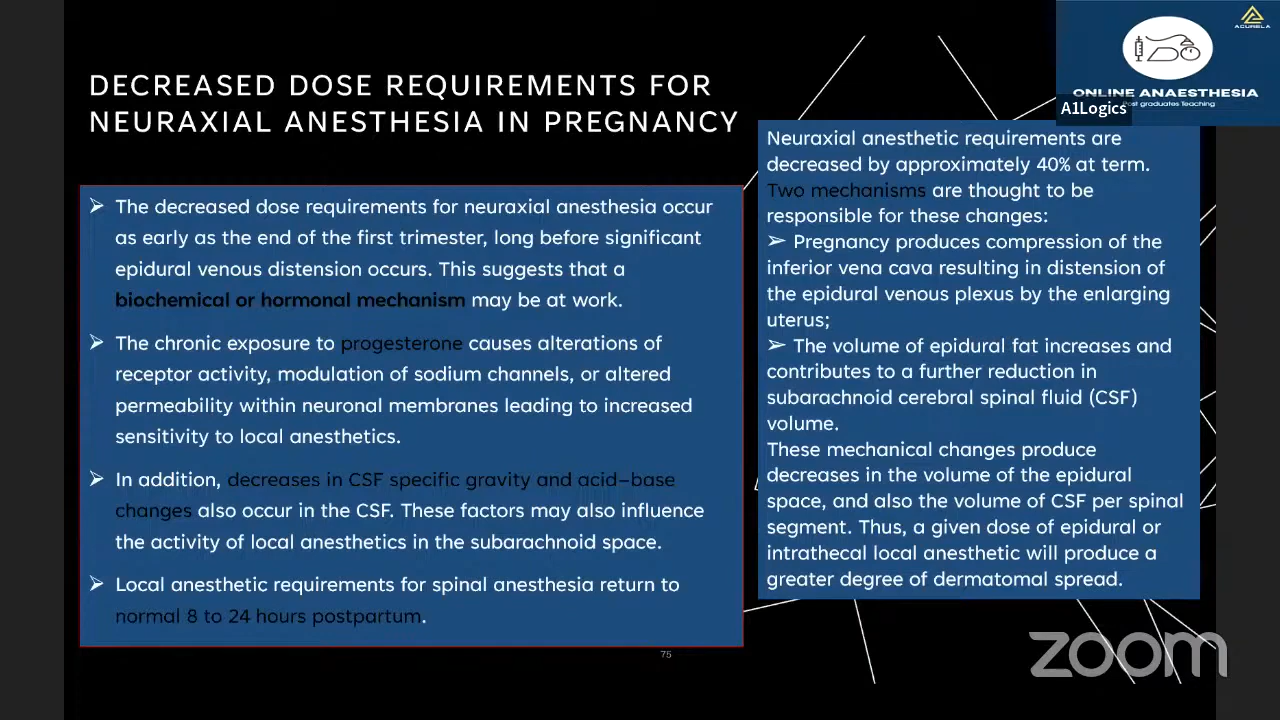 DECREASED DOSE REQUIREMENTS FOR
NEURAXIAL ANESTHESIA IN PREGNANCY
➢ The decreased dose requirements for neuraxial anesthesia occur
as early as the end of the first trimester, long before significant
epidural venous distension occurs. This suggests that a
biochemical or hormonal mechanism may be at work.
➢ The chronic exposure to progesterone causes alterations of
receptor activity, modulation of sodium channels, or altered
permeability within neuronal membranes leading to increased
sensitivity to local anesthetics.
➢ In addition, decreases in CSF specific gravity and acid–base
changes also occur in the CSF. These factors may also influence
the activity of local anesthetics in the subarachnoid space.
➢ Local anesthetic requirements for spinal anesthesia return to
normal 8 to 24 hours postpartum.
75
ACURELA
ONLINE ANAESTHESIA
Post graduates Teaching
A1Logics
Neuraxial anesthetic requirements are
decreased by approximately 40% at term.
Two mechanisms are thought to be
responsible for these changes:
➢ Pregnancy produces compression of the
inferior vena cava resulting in distension of
the epidural venous plexus by the enlarging
uterus;
➢ The volume of epidural fat increases and
contributes to a further reduction in
subarachnoid cerebral spinal fluid (CSF)
volume.
These mechanical changes produce
decreases in the volume of the epidural
space, and also the volume of CSF per spinal
segment. Thus, a given dose of epidural or
intrathecal local anesthetic will produce a
greater degree of dermatomal spread.
zoom